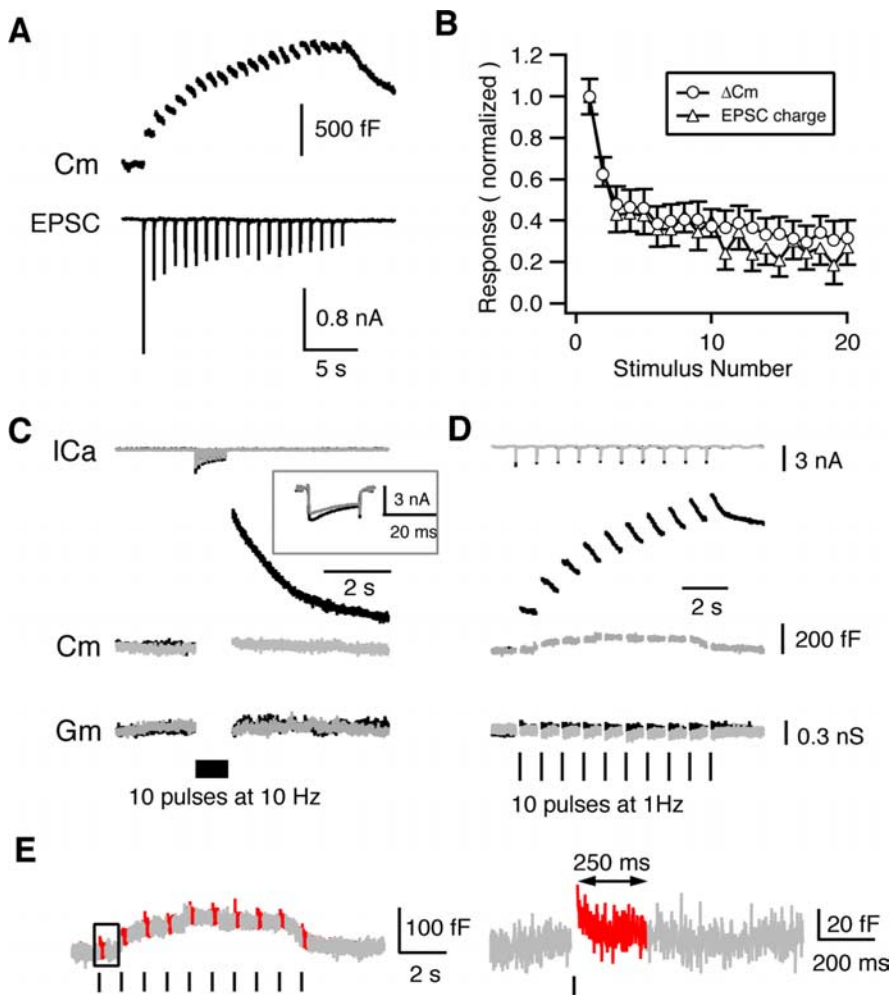 A
500 fF
Cm
EPSC
0.8 nA
5 s
B
Response ( normalized)
1.2
1.0
0.8
0.6
0.4
0.2
0.0
ΔCm
EPSC charge
0
10
20
Stimulus Number
C
ICa
3 nA
20 ms
2 s
Cm
Gm
10 pulses at 10 Hz
D
3 nA
2 s
200 fF
0.3 nS
10 pulses at 1Hz
E
100 fF
2 s
250 ms
20 fF
200 ms